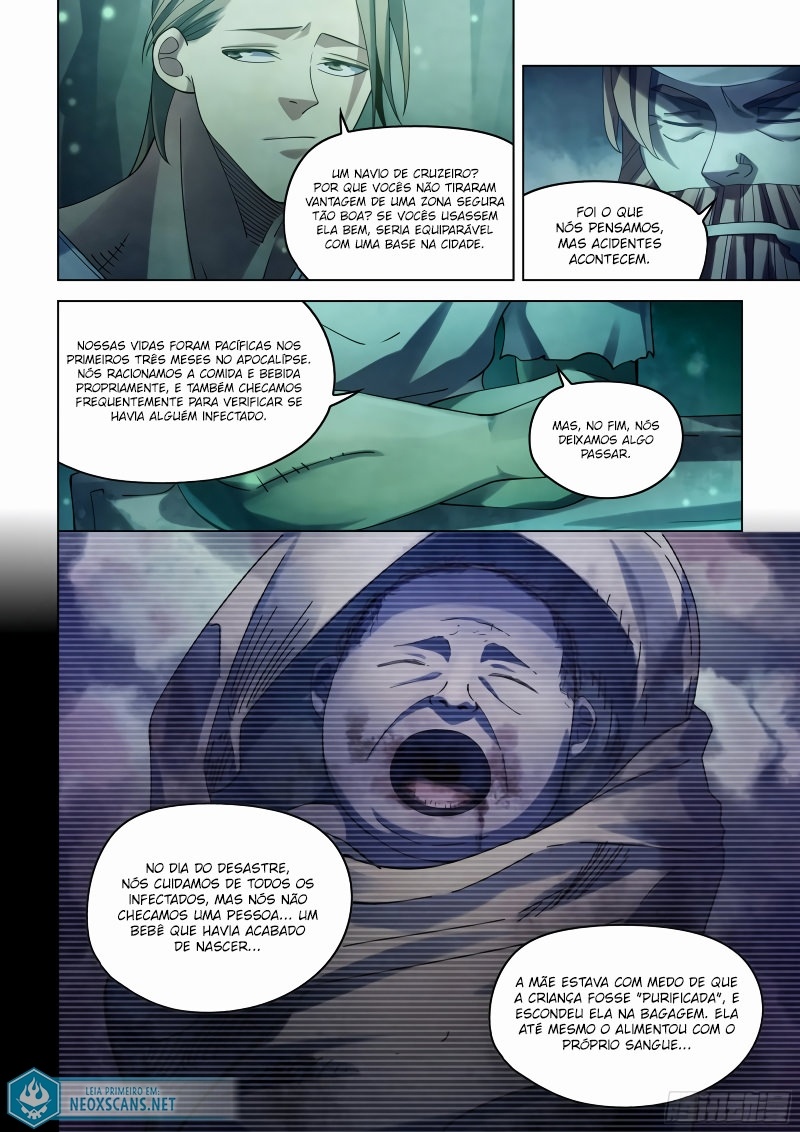 UM NAVIO DE CRUZEIRO?
POR QUE VOCÊS NÃO TIRARAM
VANTAGEM DE UMA ZONA SEGURA
TÃO BOA? SE VOCÊS USASSEM
ELA BEM, SERIA EQUIPARÁVEL
COM UMA BASE NA CIDADE.
FOI O QUE
NÓS PENSAMOS,
MAS ACIDENTES
ACONTECEM.
NOSSAS VIDAS FORAM PACÍFICAS NOS
PRIMEIROS TRÊS MESES NO APOCALÍPSE.
NÓS RACIONAMOS A COMIDA E BEBIDA
PROPRIAMENTE, E TAMBÉM CHECAMOS
FREQUENTEMENTE PARA VERIFICAR SE
HAVIA ALGUÉM INFECTADO.
MAS, NO FIM, NÓS
DEIXAMOS ALGO
PASSAR.
NO DIA DO DESASTRE,
NÓS CUIDAMOS DE TODOS OS
INFECTADOS, MAS NÓS NÃO
CHECAMOS UMA PESSOA... UM
BEBÊ QUE HAVIA ACABADO
DE NASCER...
A MÃE ESTAVA COM MEDO DE QUE
A CRIANÇA FOSSE "PURIFICADA", E
ESCONDEU ELA NA BAGAGEM. ELA
ATÉ MESMO O ALIMENTOU COM O
PRÓPRIO SANGUE...
LEIA PRIMEIRO EM:
NEOXSCANS.NET